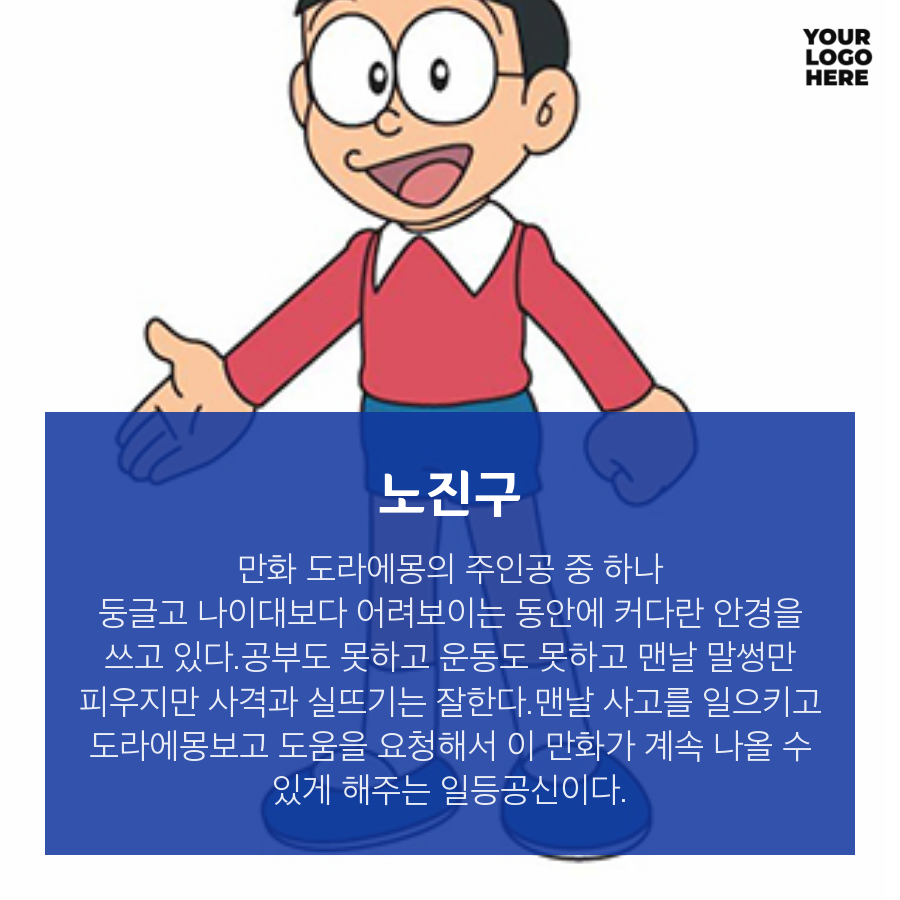 YOUR
LOGO
HERE
노진구
만화 도라에몽의 주인공 중 하나
둥글고 나이대보다 어려보이는 동안에 커다란 안경을
쓰고 있다.공부도 못하고 운동도 못하고 맨날 말썽만
피우지만 사격과 실뜨기는 잘한다.맨날 사고를 일으키고
도라에몽보고 도움을 요청해서 이 만화가 계속 나올 수
있게 해주는 일등공신이다.